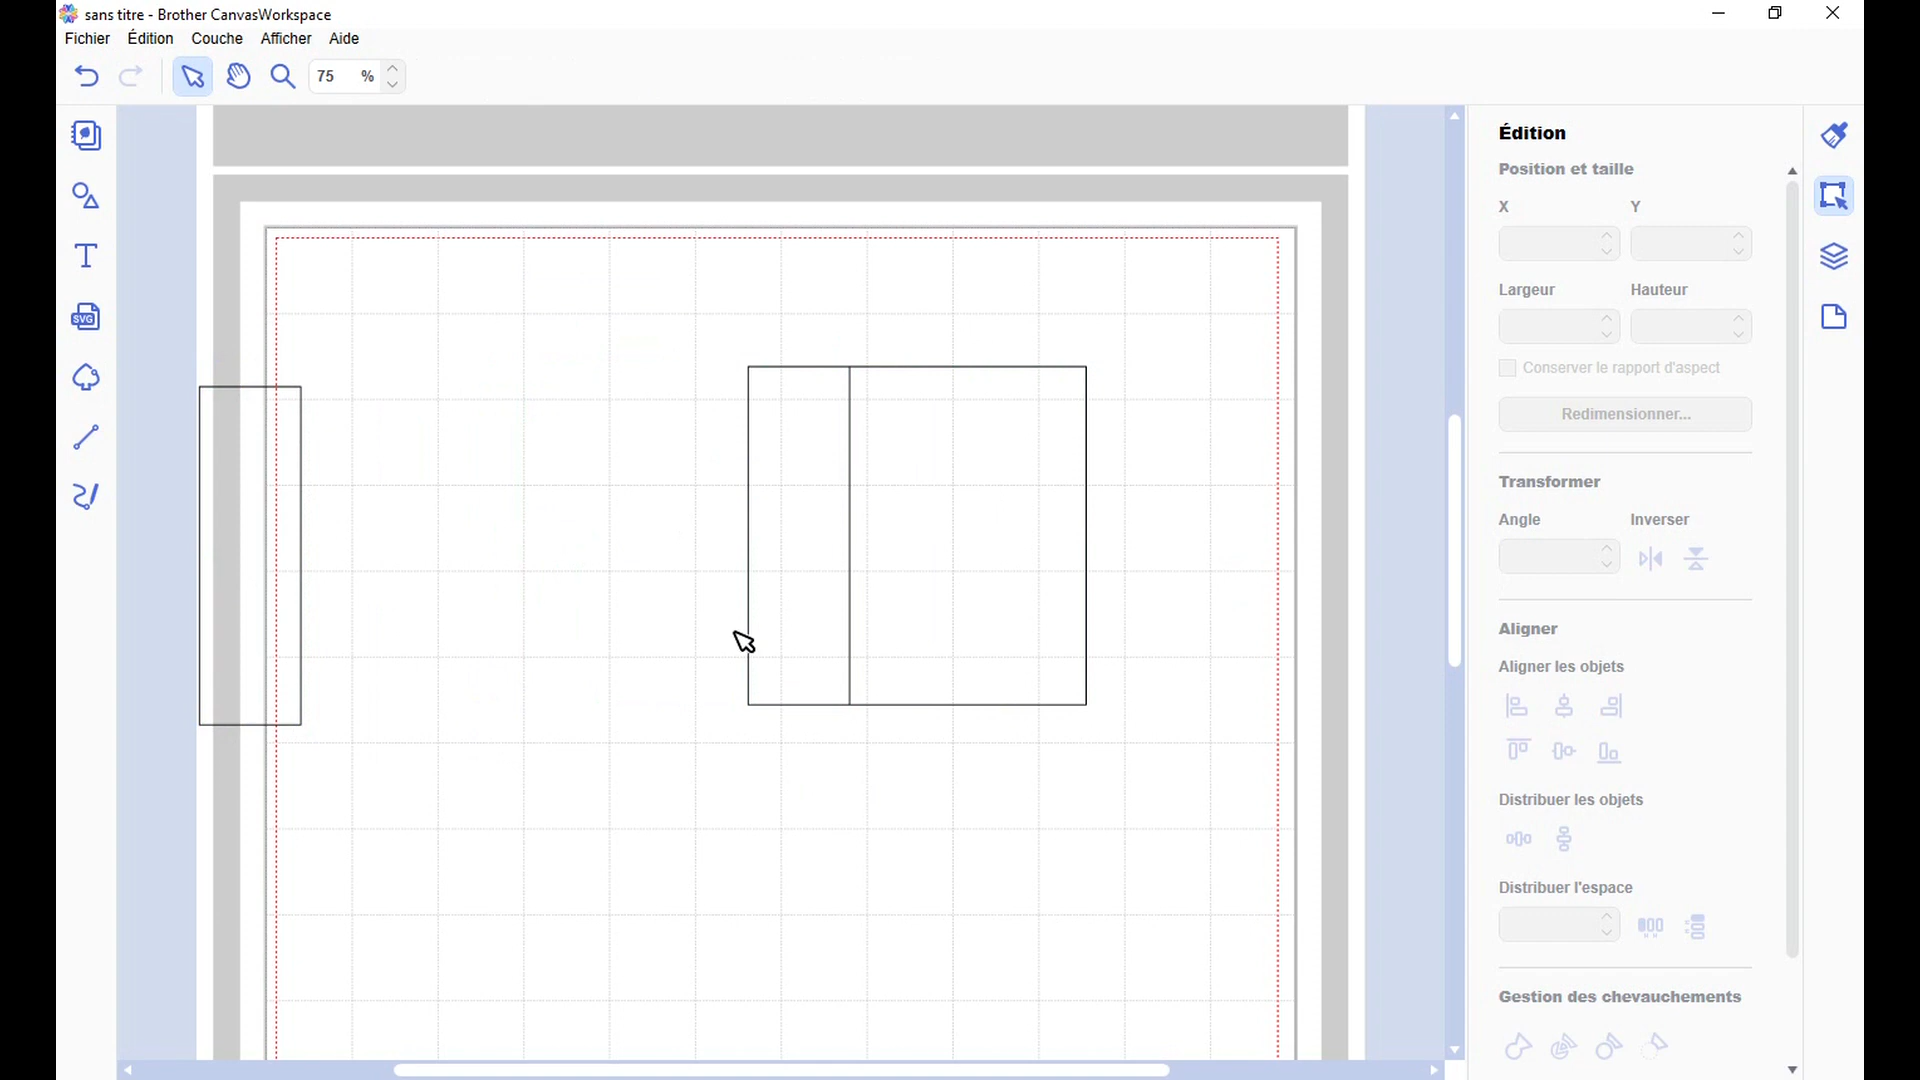 sans titre - Brother CanvasWorkspace
Fichier Édition Couche Afficher Aide
75 %
SVG
Édition
Position et taille
X Y
Largeur Hauteur
Conserver le rapport d'aspect
Redimensionner...
Transformer
Angle Inverser
Aligner
Aligner les objets
Distribuer les objets
Distribuer l'espace
Gestion des chevauchements